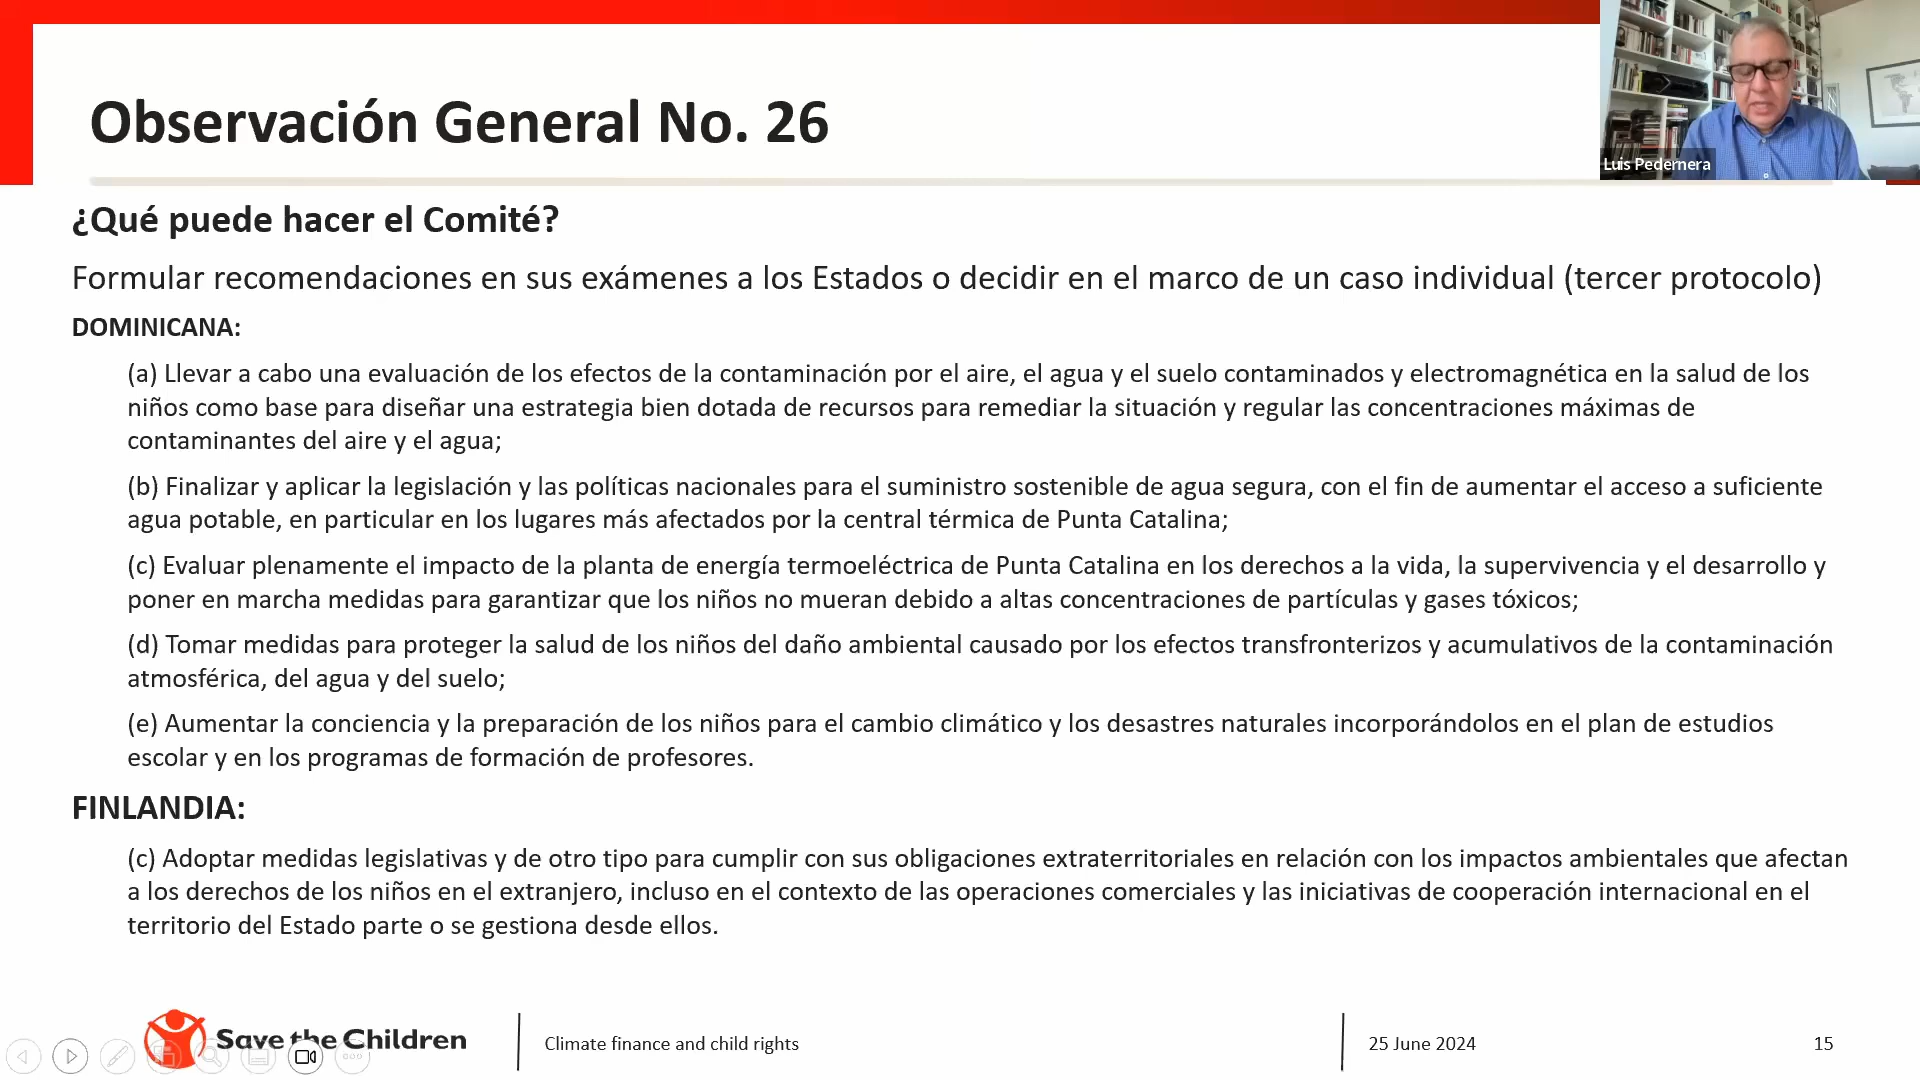 Observación General No. 26
Luis Pedernera
¿Qué puede hacer el Comité?
Formular recomendaciones en sus exámenes a los Estados o decidir en el marco de un caso individual (tercer protocolo)
DOMINICANA:
(a) Llevar a cabo una evaluación de los efectos de la contaminación por el aire, el agua y el suelo contaminados y electromagnética en la salud de los
niños como base para diseñar una estrategia bien dotada de recursos para remediar la situación y regular las concentraciones máximas de
contaminantes del aire y el agua;
(b) Finalizar y aplicar la legislación y las políticas nacionales para el suministro sostenible de agua segura, con el fin de aumentar el acceso a suficiente
agua potable, en particular en los lugares más afectados por la central térmica de Punta Catalina;
(c) Evaluar plenamente el impacto de la planta de energía termoeléctrica de Punta Catalina en los derechos a la vida, la supervivencia y el desarrollo y
poner en marcha medidas para garantizar que los niños no mueran debido a altas concentraciones de partículas y gases tóxicos;
(d) Tomar medidas para proteger la salud de los niños del daño ambiental causado por los efectos transfronterizos y acumulativos de la contaminación
atmosférica, del agua y del suelo;
(e) Aumentar la conciencia y la preparación de los niños para el cambio climático y los desastres naturales incorporándolos en el plan de estudios
escolar y en los programas de formación de profesores.
FINLANDIA:
(c) Adoptar medidas legislativas y de otro tipo para cumplir con sus obligaciones extraterritoriales en relación con los impactos ambientales que afectan
a los derechos de los niños en el extranjero, incluso en el contexto de las operaciones comerciales y las iniciativas de cooperación internacional en el
territorio del Estado parte o se gestiona desde ellos.
Save the Children
Climate finance and child rights
25 June 2024
15